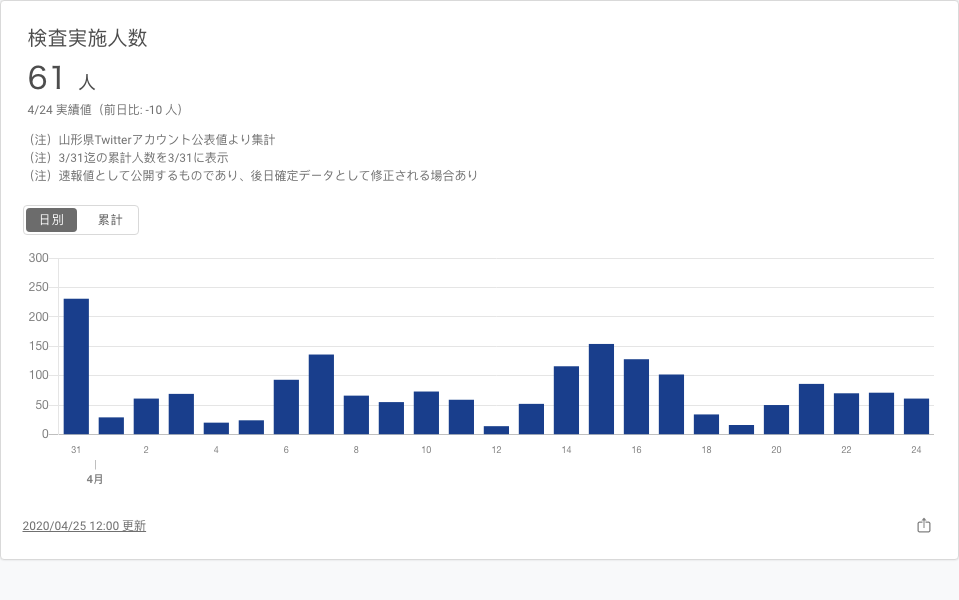 検査実施人数
61 人
4/24 実績値（前日比: -10 人）
（注）山形県Twitterアカウント公表値より集計
（注）3/31迄の累計人数を3/31に表示
（注）速報値として公開するものであり、後日確定データとして修正される場合あり
日別 累計
300
250
200
150
100
50
0
31 2 4 6 8 10 12 14 16 18 20 22 24
4月
2020/04/25 12:00 更新